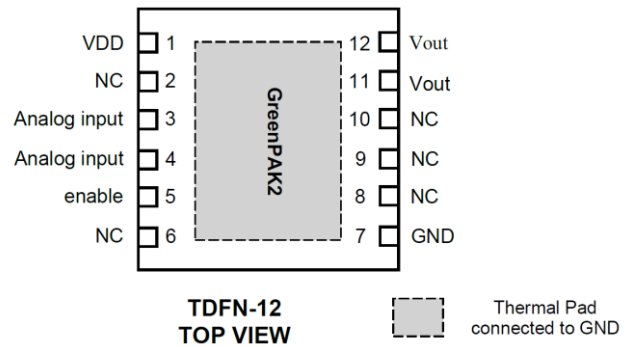 VDD 1
NC 2
Analog input 3
Analog input 4
enable 5
NC 6
GreenPAK2
12 Vout
11 Vout
10 NC
9 NC
8 NC
7 GND
TDFN-12
TOP VIEW
Thermal Pad
connected to GND